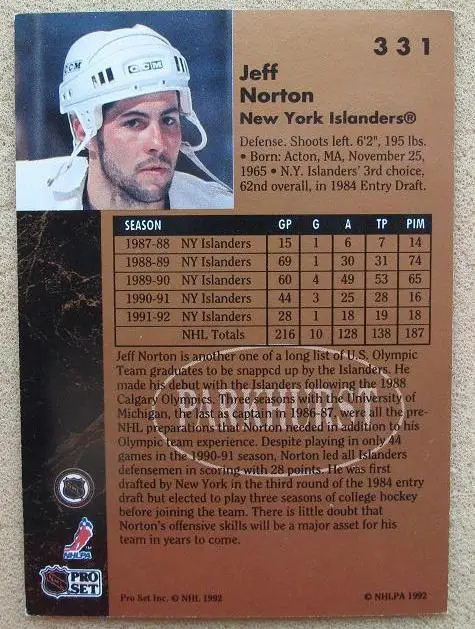 331
Jeff
Norton
New York Islanders®
Defense. Shoots left. 6'2", 195 lbs.
• Born: Acton, MA, November 25,
1965 • N.Y. Islanders' 3rd choice,
62nd overall, in 1984 Entry Draft.
CCM
SEASON GP G A TP PIM
1987-88 NY Islanders 15 1 6 7 14
1988-89 NY Islanders 69 1 30 31 74
1989-90 NY Islanders 60 4 49 53 65
1990-91 NY Islanders 44 3 25 28 16
1991-92 NY Islanders 28 1 18 19 18
NHL Totals 216 10 128 138 187
Jeff Norton is another one of a long list of U.S. Olympic
Team graduates to be snapped up by the Islanders. He
made his debut with the Islanders following the 1988
Calgary Olympics. Three seasons with the University of
Michigan, the last as captain in 1986-87, were all the pre-
NHL preparations that Norton needed in addition to his
Olympic team experience. Despite playing in only 44
games in the 1990-91 season, Norton led all Islanders
defensemen in scoring with 28 points. He was first
drafted by New York in the third round of the 1984 entry
draft but elected to play three seasons of college hockey
before joining the team. There is little doubt that
Norton's offensive skills will be a major asset for his
team in years to come.
PARKHURST
NHL
NHLPA
NHL PRO
SET
Pro Set Inc. © NHL 1992 © NHLPA 1992